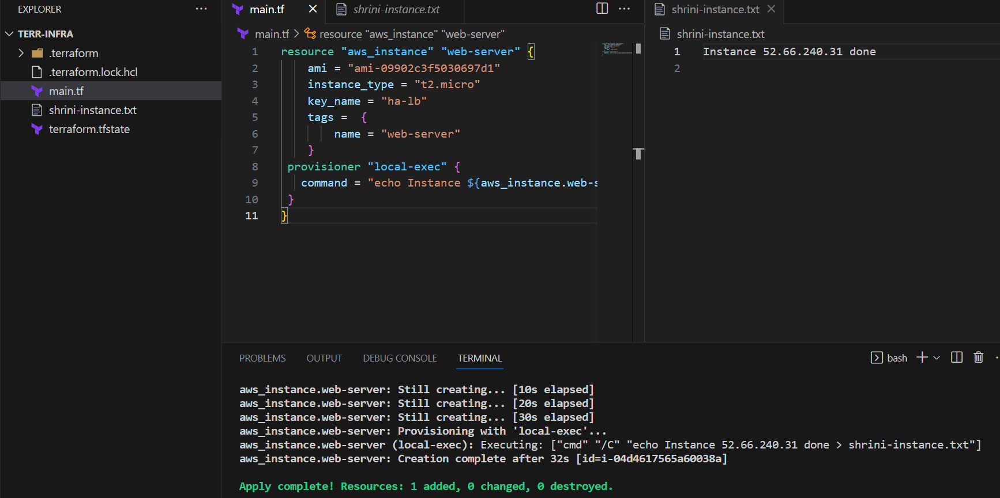 EXPLORER
TERR-INFRA
.terraform
.terraform.lock.hcl
main.tf
shrini-instance.txt
terraform.tfstate
main.tf
shrini-instance.txt
main.tf > resource "aws_instance" "web-server"
1 resource "aws_instance" "web-server" {
2 ami = "ami-09902c3f5030697d1"
3 instance_type = "t2.micro"
4 key_name = "ha-lb"
5 tags = {
6 name = "web-server"
7 }
8 provisioner "local-exec" {
9 command = "echo Instance ${aws_instance.web-s
10 }
11 }
shrini-instance.txt
shrini-instance.txt
1 Instance 52.66.240.31 done
2
PROBLEMS OUTPUT DEBUG CONSOLE TERMINAL
bash
aws_instance.web-server: Still creating... [10s elapsed]
aws_instance.web-server: Still creating... [20s elapsed]
aws_instance.web-server: Still creating... [30s elapsed]
aws_instance.web-server: Provisioning with 'local-exec'...
aws_instance.web-server (local-exec): Executing: ["cmd" "/C" "echo Instance 52.66.240.31 done > shrini-instance.txt"]
aws_instance.web-server: Creation complete after 32s [id=i-04d4617565a60038a]
Apply complete! Resources: 1 added, 0 changed, 0 destroyed.